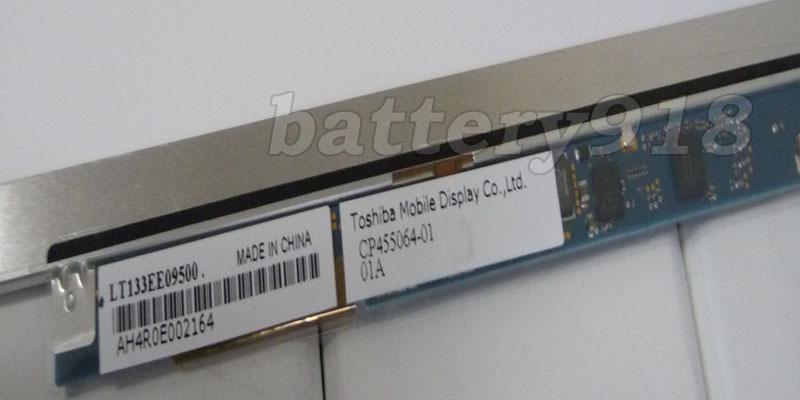 battery918
LT133EE09500.
MADE IN CHINA
AH4R0E002164
Toshiba Mobile Display Co.,Ltd.
CP455064-01
01A